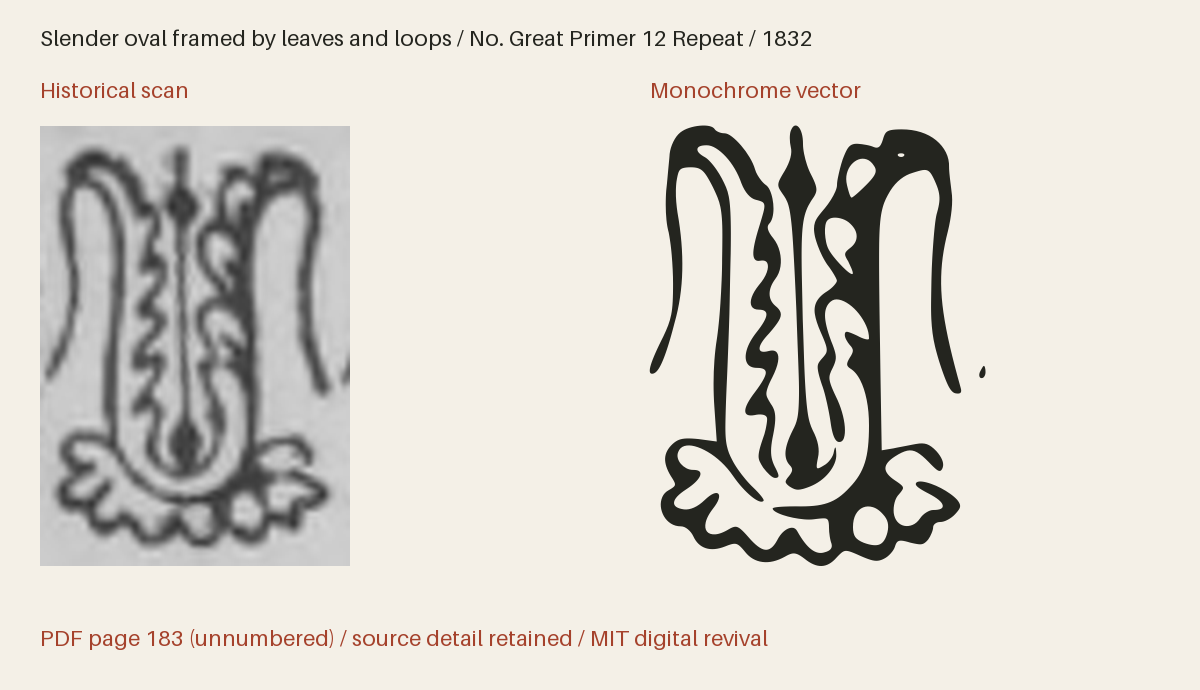 Slender oval framed by leaves and loops / No. Great Primer 12 Repeat / 1832
Historical scan
Monochrome vector
PDF page 183 (unnumbered) / source detail retained / MIT digital revival